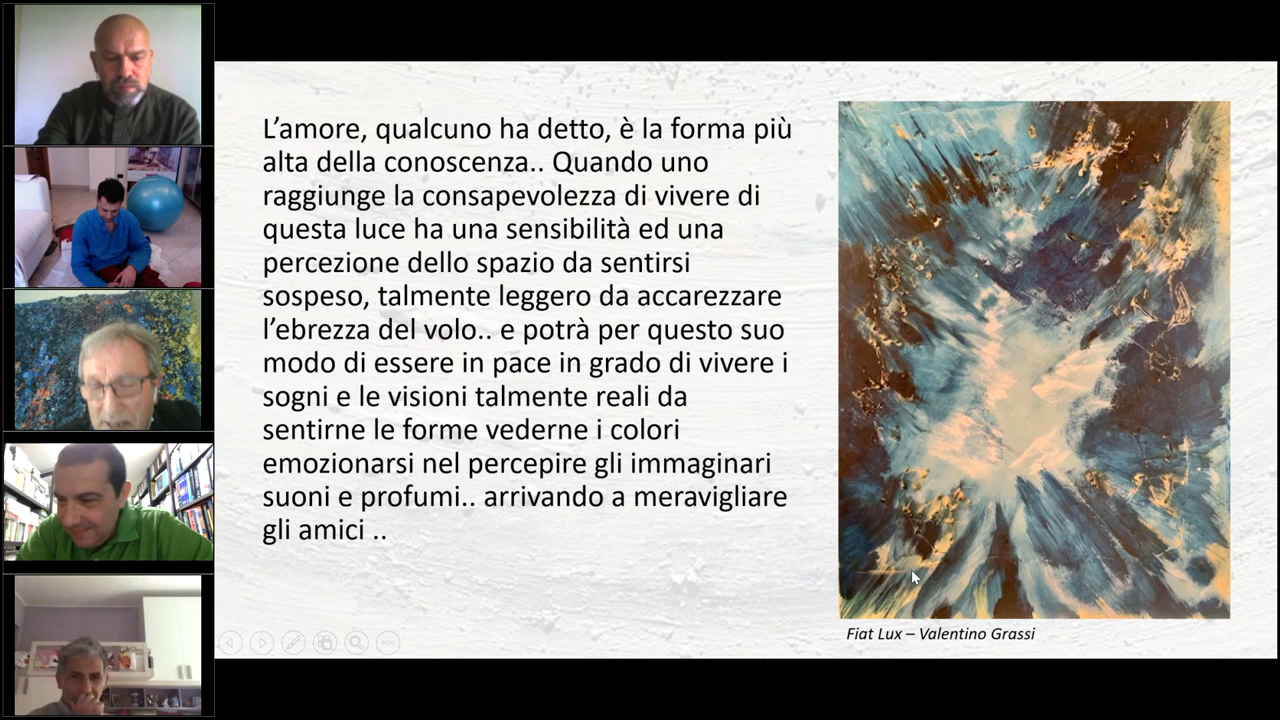 L’amore, qualcuno ha detto, è la forma più
alta della conoscenza.. Quando uno
raggiunge la consapevolezza di vivere di
questa luce ha una sensibilità ed una
percezione dello spazio da sentirsi
sospeso, talmente leggero da accarezzare
l’ebrezza del volo.. e potrà per questo suo
modo di essere in pace in grado di vivere i
sogni e le visioni talmente reali da
sentirne le forme vederne i colori
emozionarsi nel percepire gli immaginari
suoni e profumi.. arrivando a meravigliare
gli amici ..
Fiat Lux – Valentino Grassi